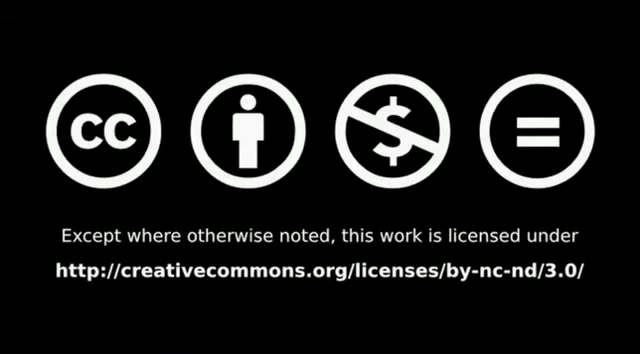 cc
$
=
Except where otherwise noted, this work is licensed under
http://creativecommons.org/licenses/by-nc-nd/3.0/